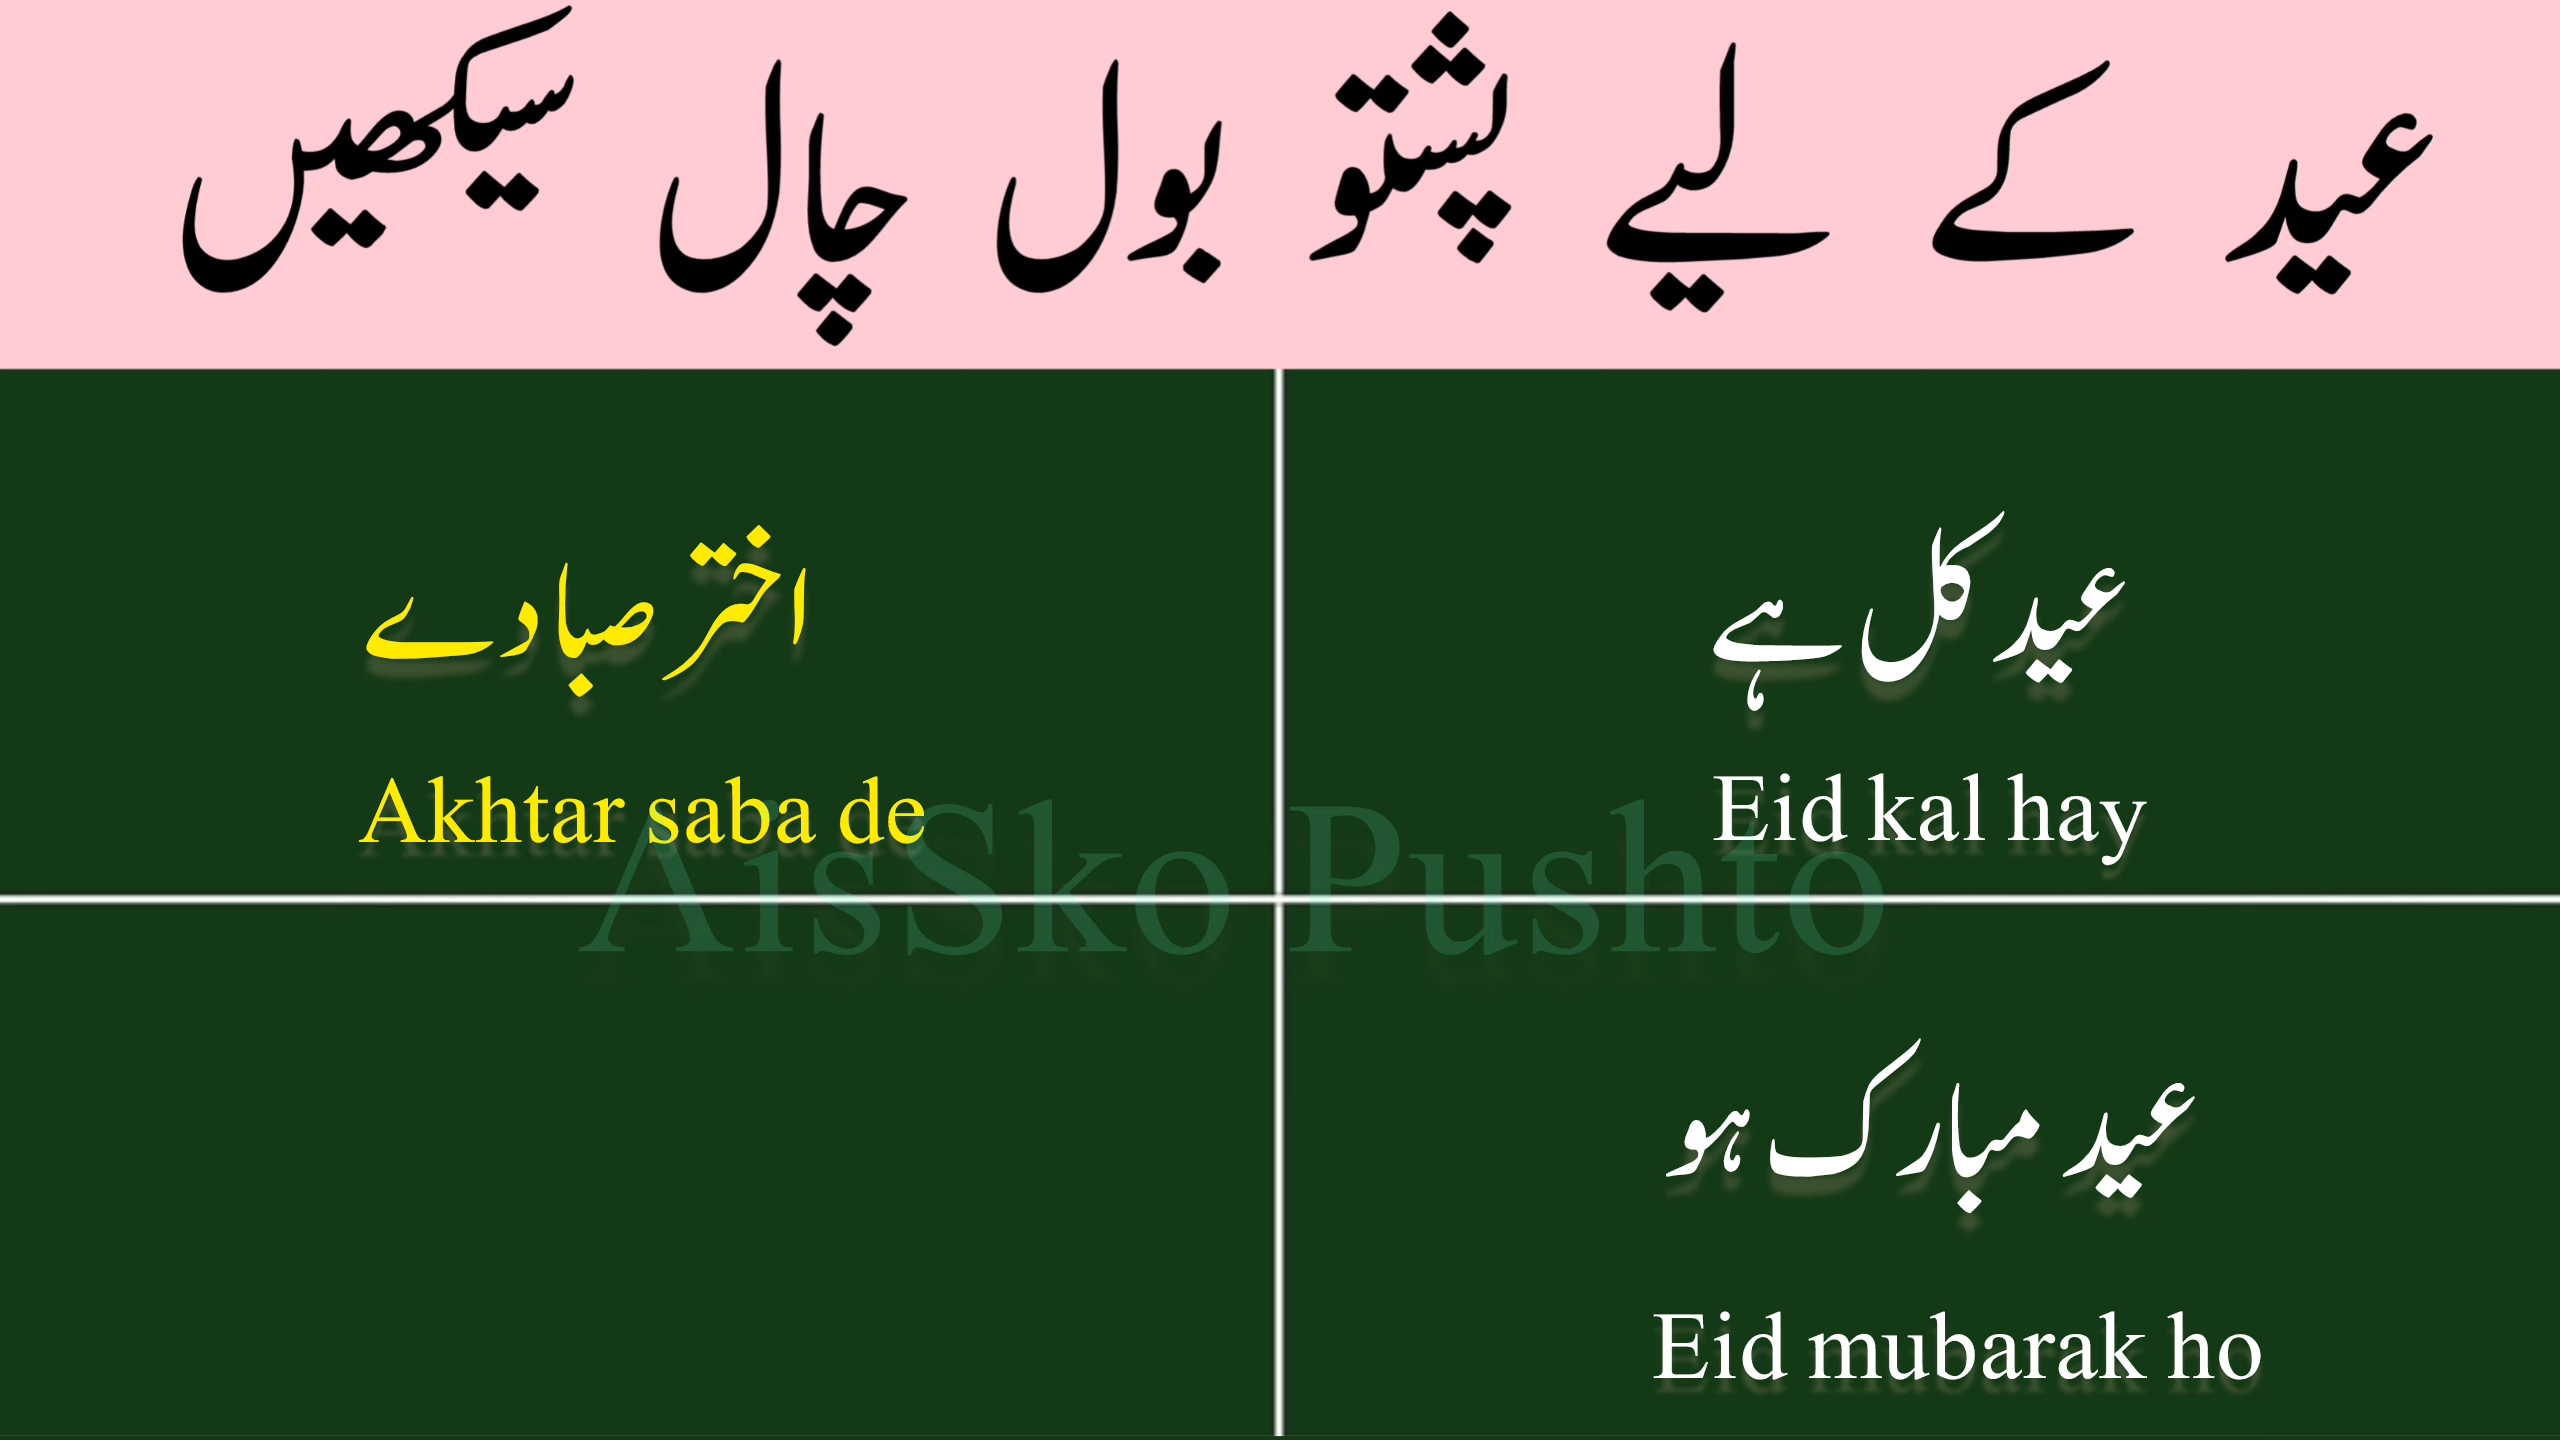 عید کے لیے پشتو بول چال سیکھیں
عید کل ہے
Eid kal hay
اختر صبا دے
Akhtar saba de
عید مبارک ہو
Eid mubarak ho
AisSko Pushto